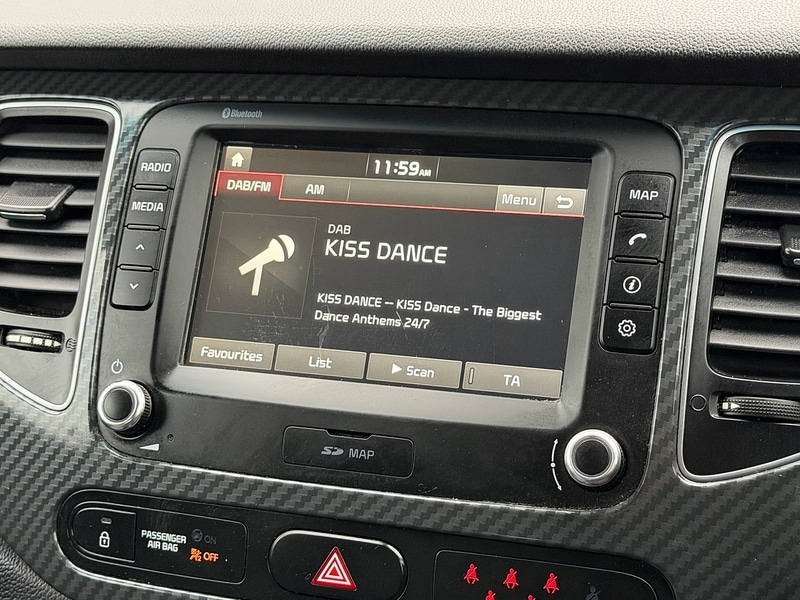 Bluetooth
11:59AM
RADIO
MEDIA
DAB/FM AM Menu
MAP
DAB
KISS DANCE
KISS DANCE -- KISS Dance - The Biggest
Dance Anthems 24/7
Favourites List Scan TA
SD MAP
PASSENGER
AIR BAG
ON
OFF